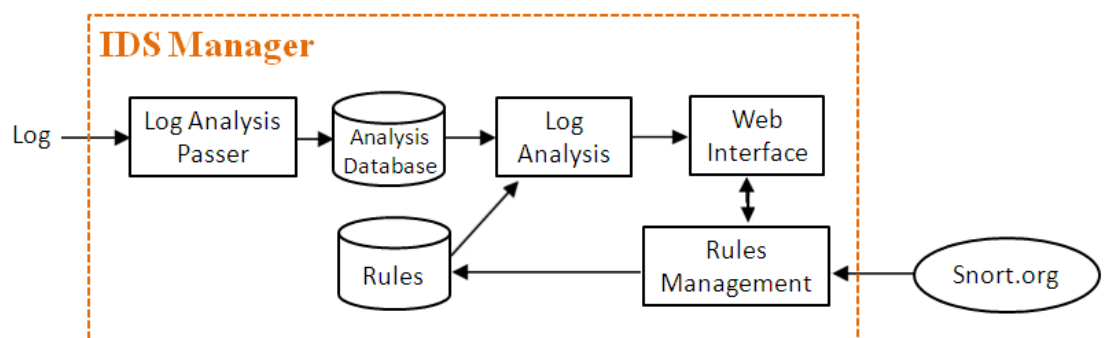 IDS Manager
Log
Log Analysis
Passer
Analysis
Database
Log
Analysis
Web
Interface
Rules
Rules
Management
Snort.org